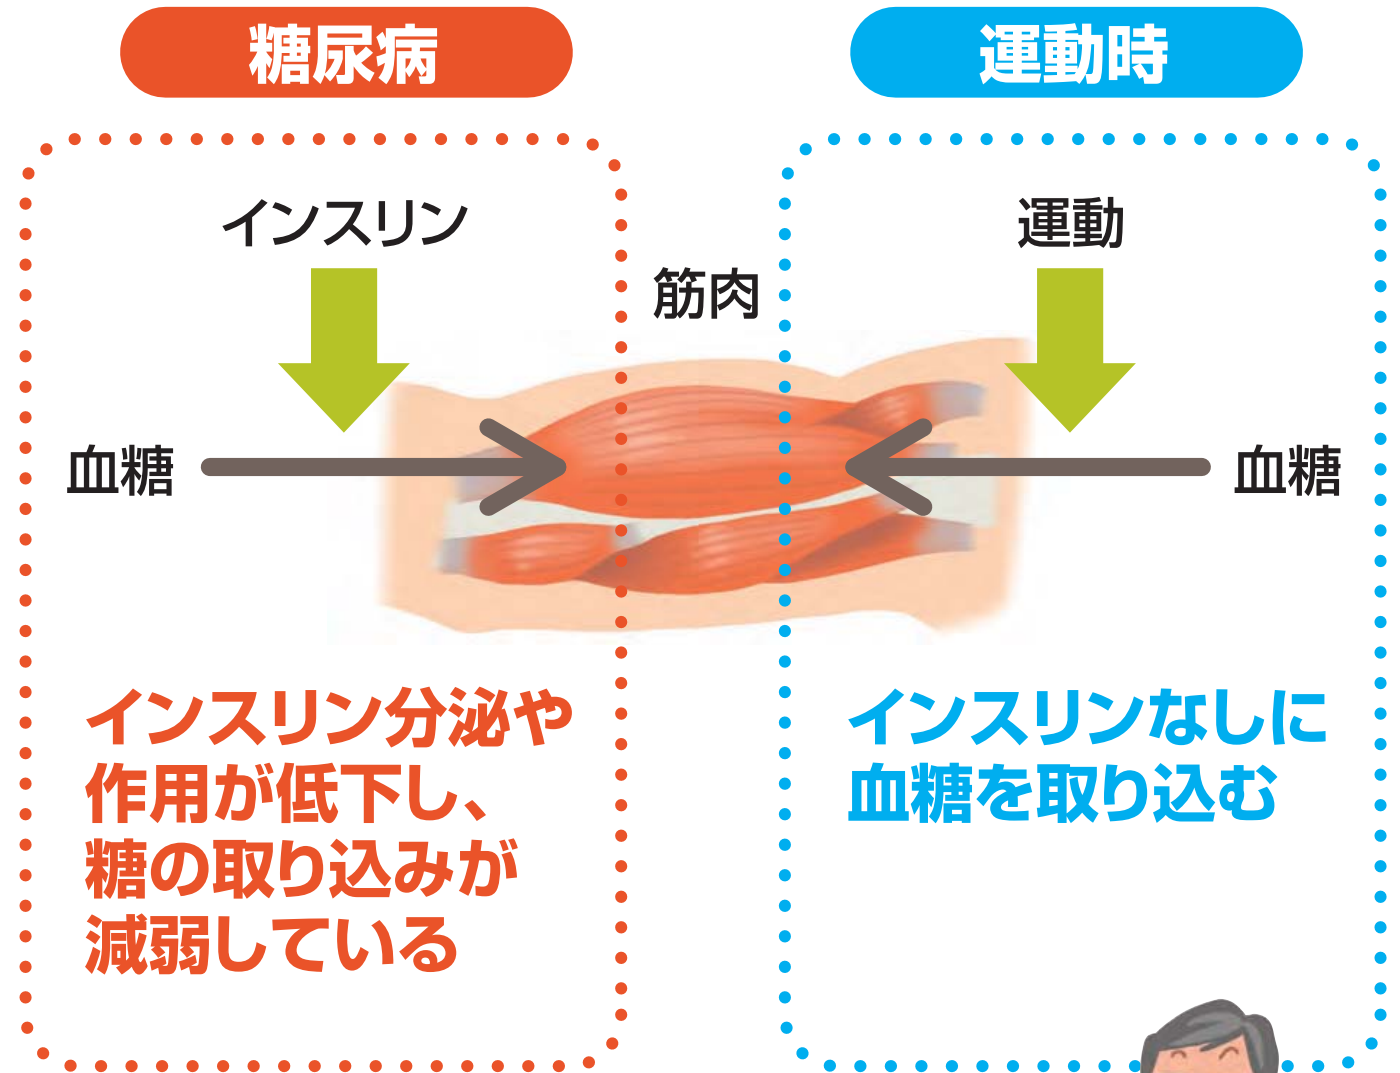 糖尿病
運動時
インスリン
運動
筋肉
血糖
血糖
インスリン分泌や
作用が低下し、
糖の取り込みが
減弱している
インスリンなしに
血糖を取り込む